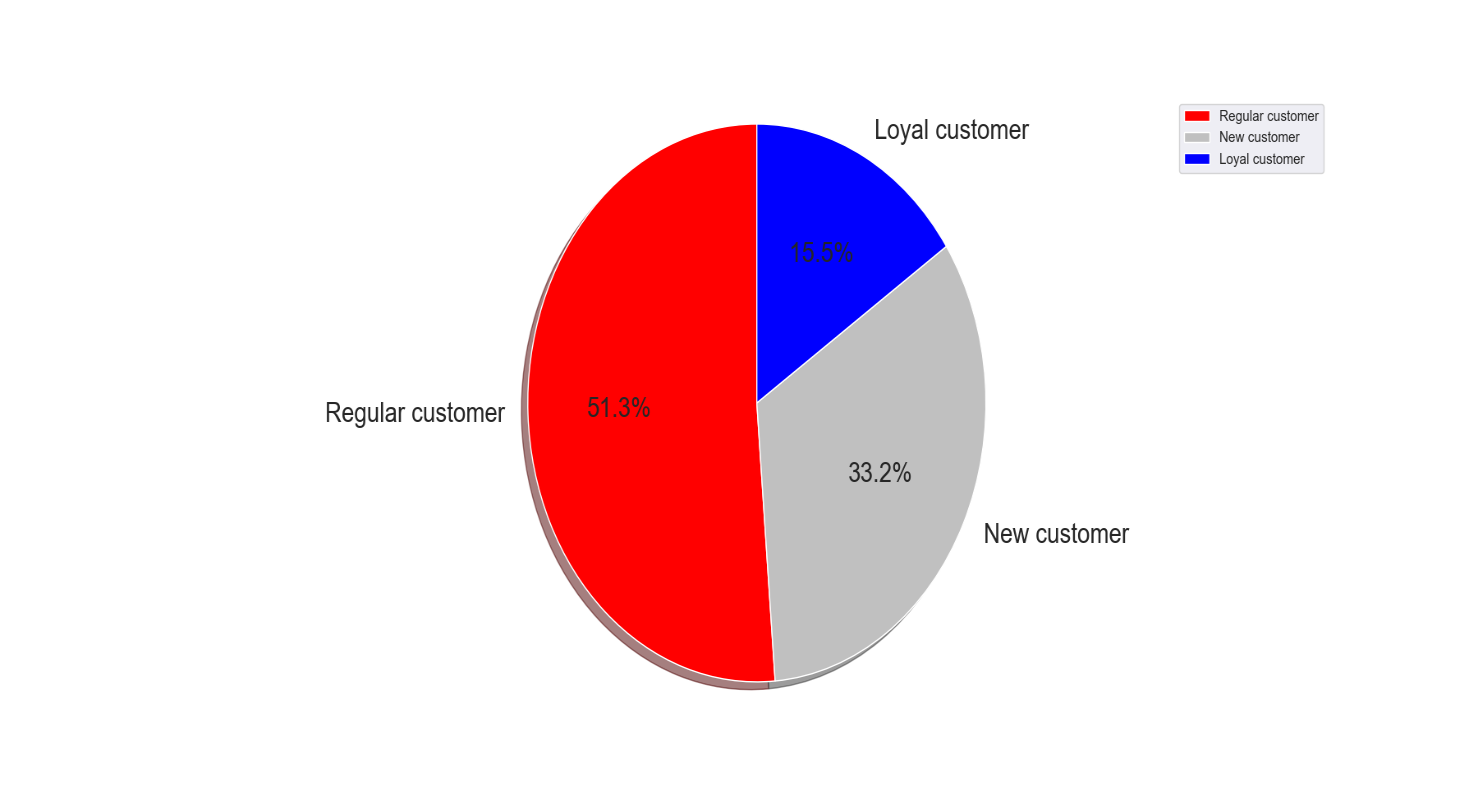 Loyal customer
Regular customer
New customer
Loyal customer
15.5%
51.3%
Regular customer
33.2%
New customer